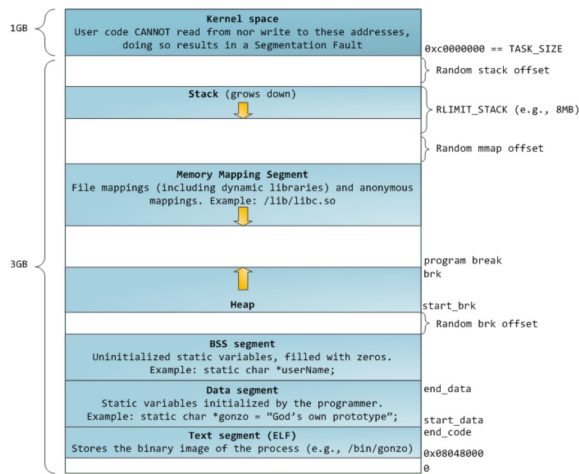 Kernel space
1GB
User code CANNOT read from nor write to these addresses,
doing so results in a Segmentation Fault
0xc0000000 == TASK_SIZE
Random stack offset
Stack (grows down)
RLIMIT_STACK (e.g., 8MB)
Random mmap offset
Memory Mapping Segment
File mappings (including dynamic libraries) and anonymous
mappings. Example: /lib/libc.so
3GB
program break
brk
Heap
start_brk
Random brk offset
BSS segment
Uninitialized static variables, filled with zeros.
Example: static char *userName;
Data segment
end_data
Static variables initialized by the programmer.
Example: static char *gonzo = “God’s own prototype”;
start_data
end_code
Text segment (ELF)
Stores the binary image of the process (e.g., /bin/gonzo)
0x08048000
0